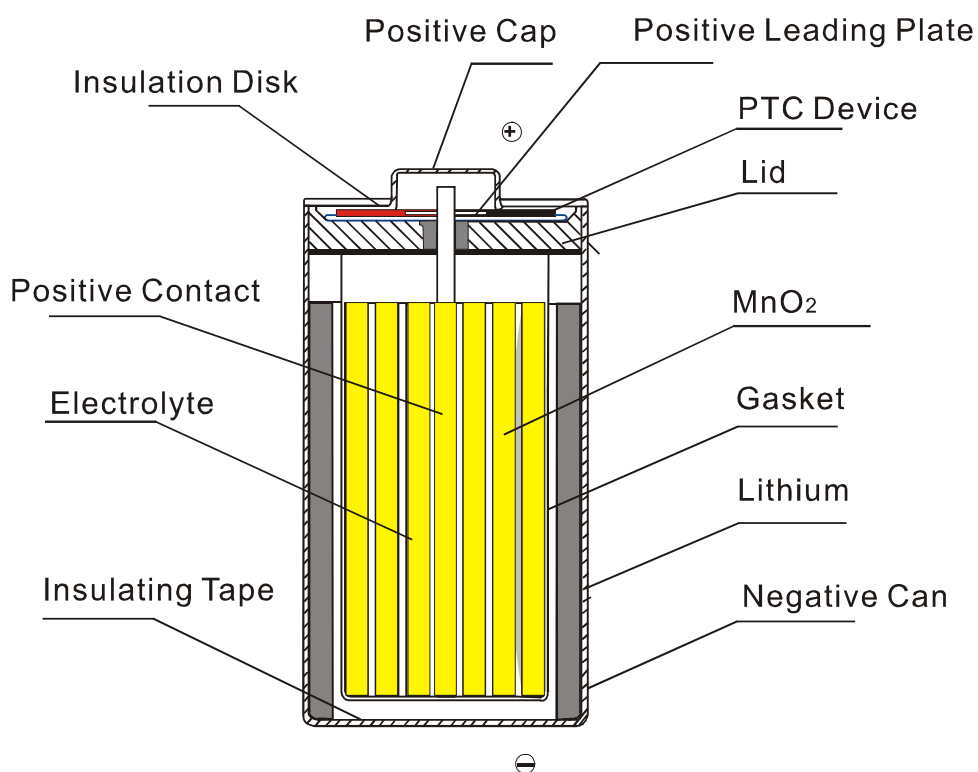 Positive Cap
Positive Leading Plate
Insulation Disk
PTC Device
+
Lid
Positive Contact
MnO2
Electrolyte
Gasket
Lithium
Insulating Tape
Negative Can
−